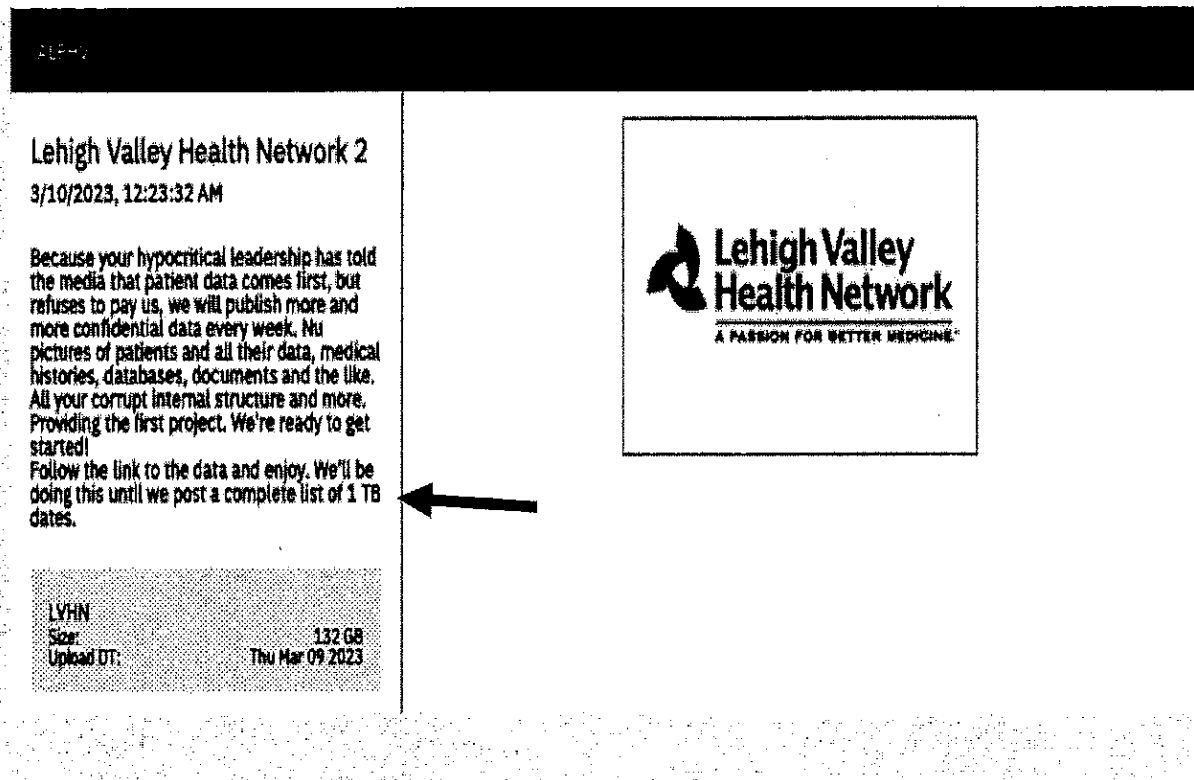 ALPHV
Lehigh Valley Health Network 2
3/10/2023, 12:23:32 AM
Because your hypocritical leadership has told
the media that patient data comes first, but
refuses to pay us, we will publish more and
more confidential data every week. Nu
pictures of patients and all their data, medical
histories, databases, documents and the like.
All your corrupt internal structure and more.
Providing the first project. We're ready to get
started!
Follow the link to the data and enjoy. We'll be
doing this until we post a complete list of 1 TB
dates.
LVHN
Size: 132 GB
Upload DT: Thu Mar 09 2023
Lehigh Valley
Health Network
A PASSION FOR BETTER MEDICINE.